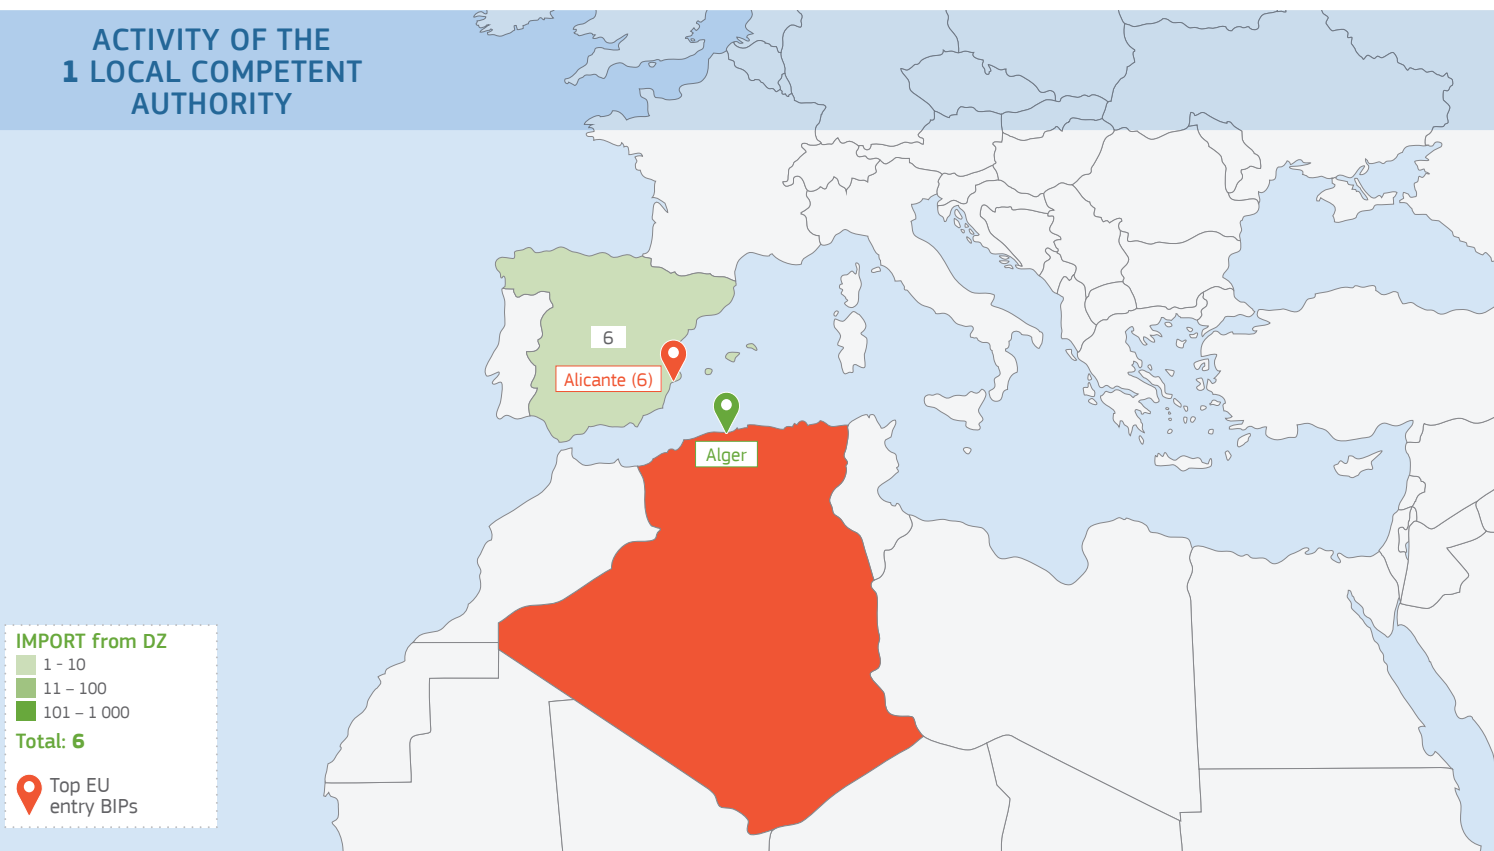 ACTIVITY OF THE
1 LOCAL COMPETENT
AUTHORITY
6
Alicante (6)
Alger
IMPORT from DZ
1 - 10
11 – 100
101 – 1 000
Total: 6
Top EU
entry BIPs